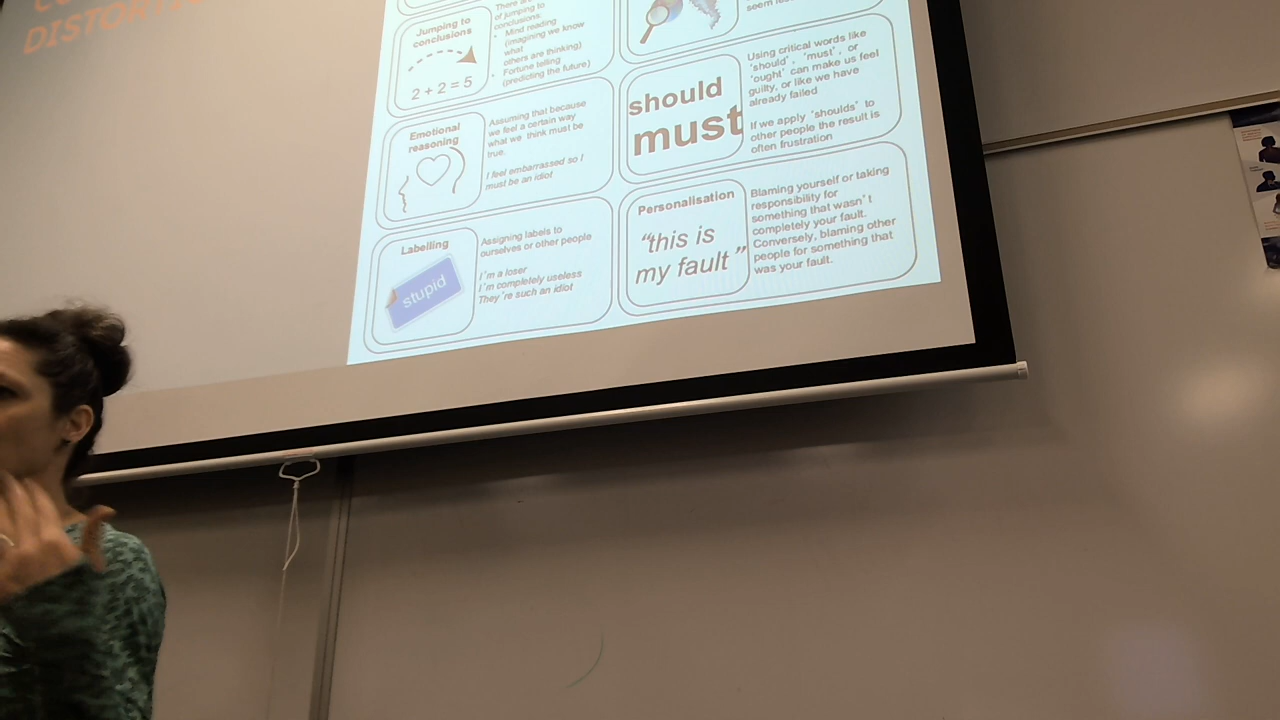 Jumping to
conclusions
2 + 2 = 5
of jumping to
conclusions:
• Mind reading
(imagining we know
what
others are thinking)
• Fortune telling
(predicting the future)
Emotional
reasoning
Assuming that because
we feel a certain way
what we think must be
true.
I feel embarrassed so I
must be an idiot
Labelling
stupid
Assigning labels to
ourselves or other people
I'm a loser
I'm completely useless
They're such an idiot
seem
should
must
Using critical words like
'should', 'must', or
'ought' can make us feel
guilty, or like we have
already failed
If we apply 'shoulds' to
other people the result is
often frustration
Personalisation
"this is
my fault"
Blaming yourself or taking
responsibility for
something that wasn't
completely your fault.
Conversely, blaming other
people for something that
was your fault.